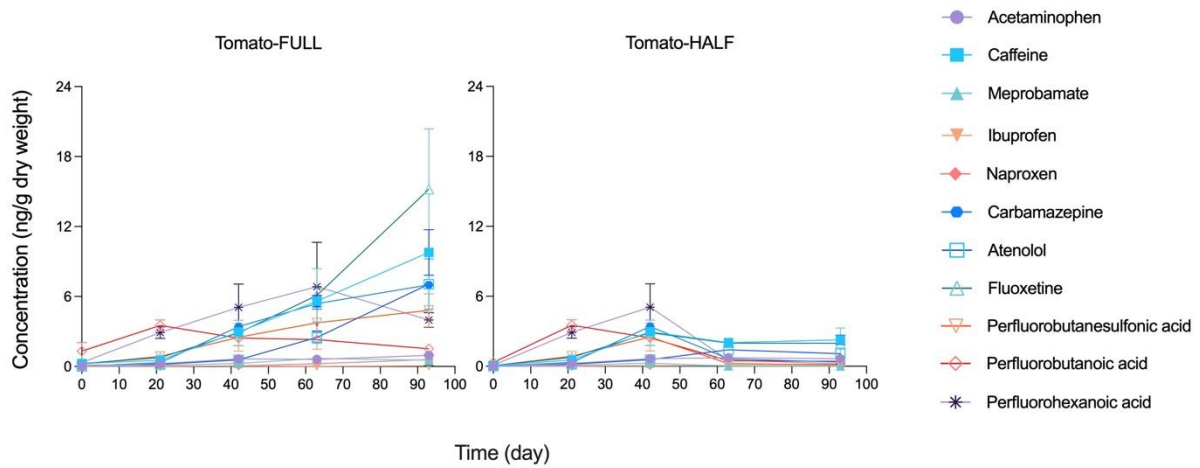 Tomato-FULL
Tomato-HALF
Concentration (ng/g dry weight)
24
18
12
6
0
0 10 20 30 40 50 60 70 80 90 100
24
18
12
6
0
0 10 20 30 40 50 60 70 80 90 100
Time (day)
Acetaminophen
Caffeine
Meprobamate
Ibuprofen
Naproxen
Carbamazepine
Atenolol
Fluoxetine
Perfluorobutanesulfonic acid
Perfluorobutanoic acid
Perfluorohexanoic acid